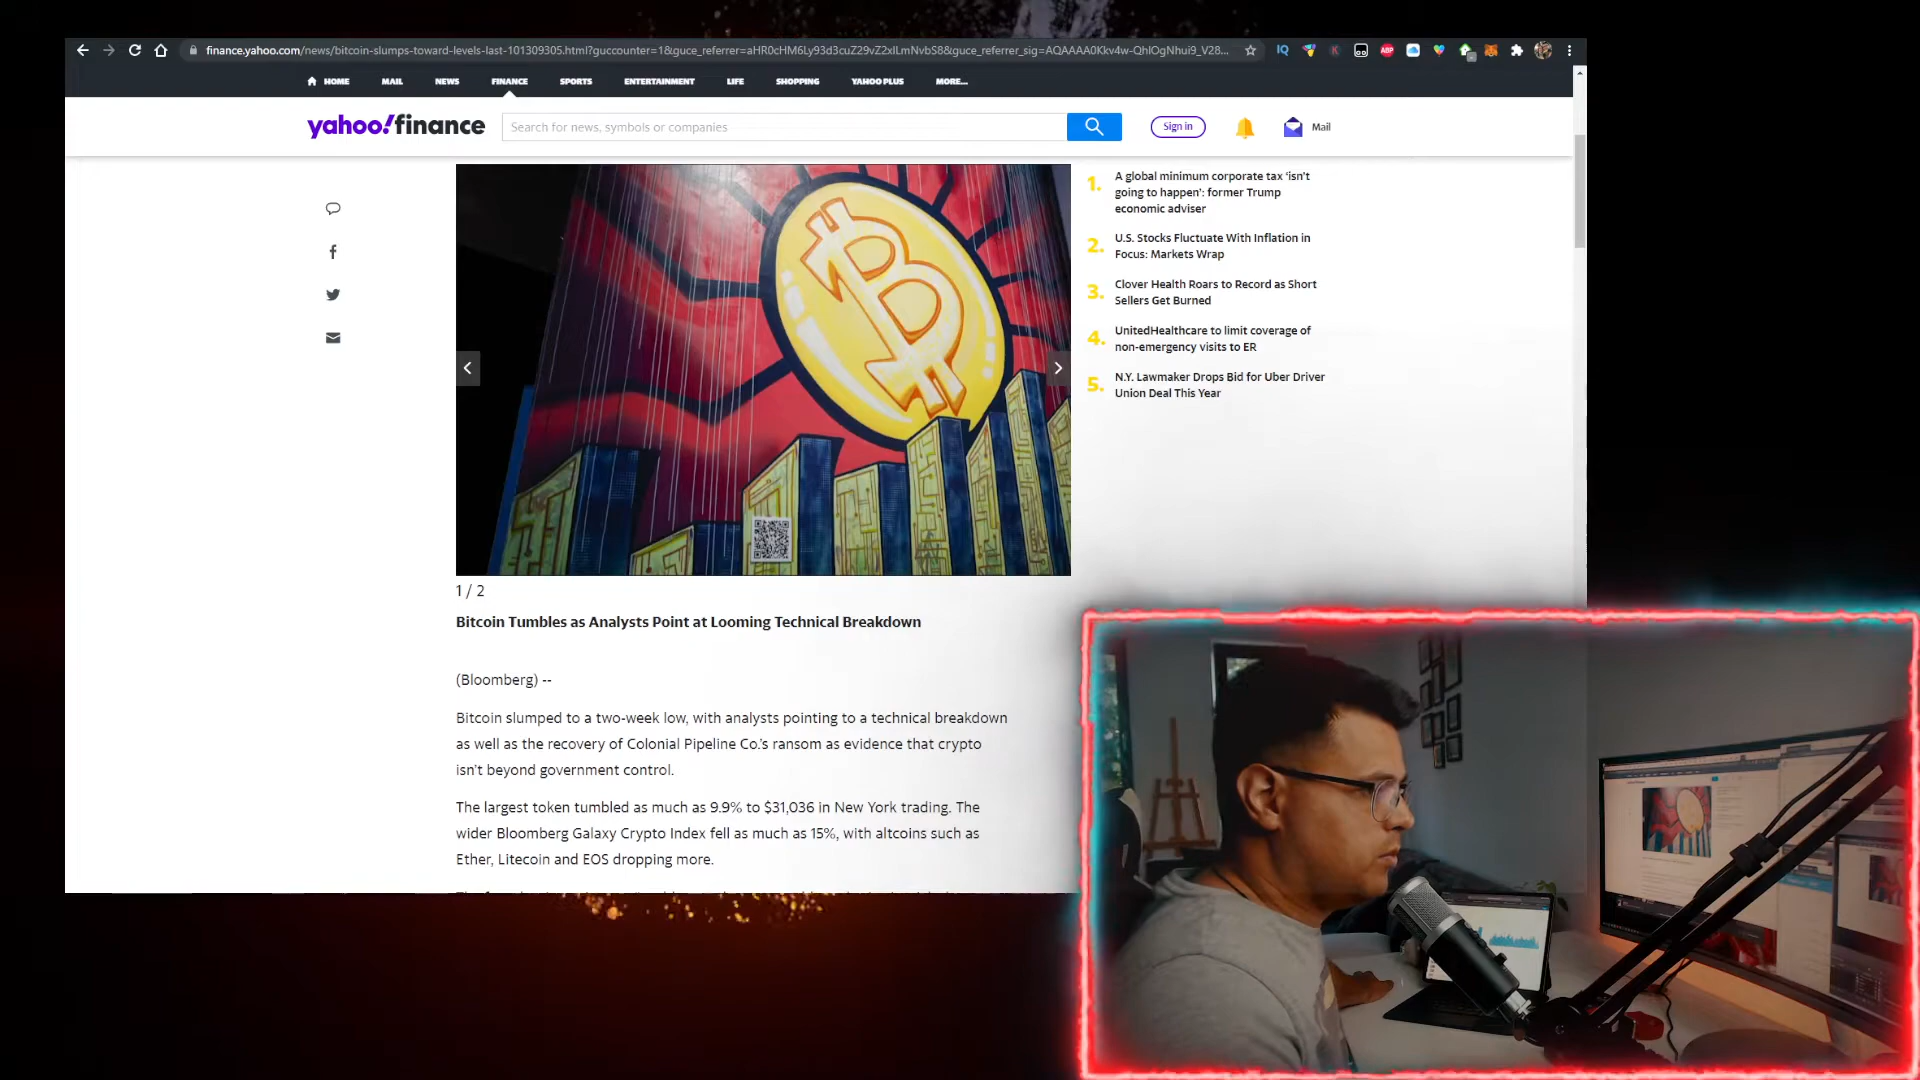 finance.yahoo.com/news/bitcoin-slumps-toward-levels-last-101309305.html?guccounter=1&guce_referrer=aHR0cHM6Ly93d3cuZ29vZ2xlLmNvbS8&guce_referrer_sig=AQAAAA0Kkv4w-QhlOgNhui9_V28...
HOME MAIL NEWS FINANCE SPORTS ENTERTAINMENT LIFE SHOPPING YAHOO PLUS MORE...
yahoo!finance
Search for news, symbols or companies
Sign in
Mail
1. A global minimum corporate tax ‘isn’t
going to happen’: former Trump
economic adviser
2. U.S. Stocks Fluctuate With Inflation in
Focus: Markets Wrap
3. Clover Health Roars to Record as Short
Sellers Get Burned
4. UnitedHealthcare to limit coverage of
non-emergency visits to ER
5. N.Y. Lawmaker Drops Bid for Uber Driver
Union Deal This Year
1 / 2
Bitcoin Tumbles as Analysts Point at Looming Technical Breakdown
(Bloomberg) --
Bitcoin slumped to a two-week low, with analysts pointing to a technical breakdown
as well as the recovery of Colonial Pipeline Co.’s ransom as evidence that crypto
isn’t beyond government control.
The largest token tumbled as much as 9.9% to $31,036 in New York trading. The
wider Bloomberg Galaxy Crypto Index fell as much as 15%, with altcoins such as
Ether, Litecoin and EOS dropping more.